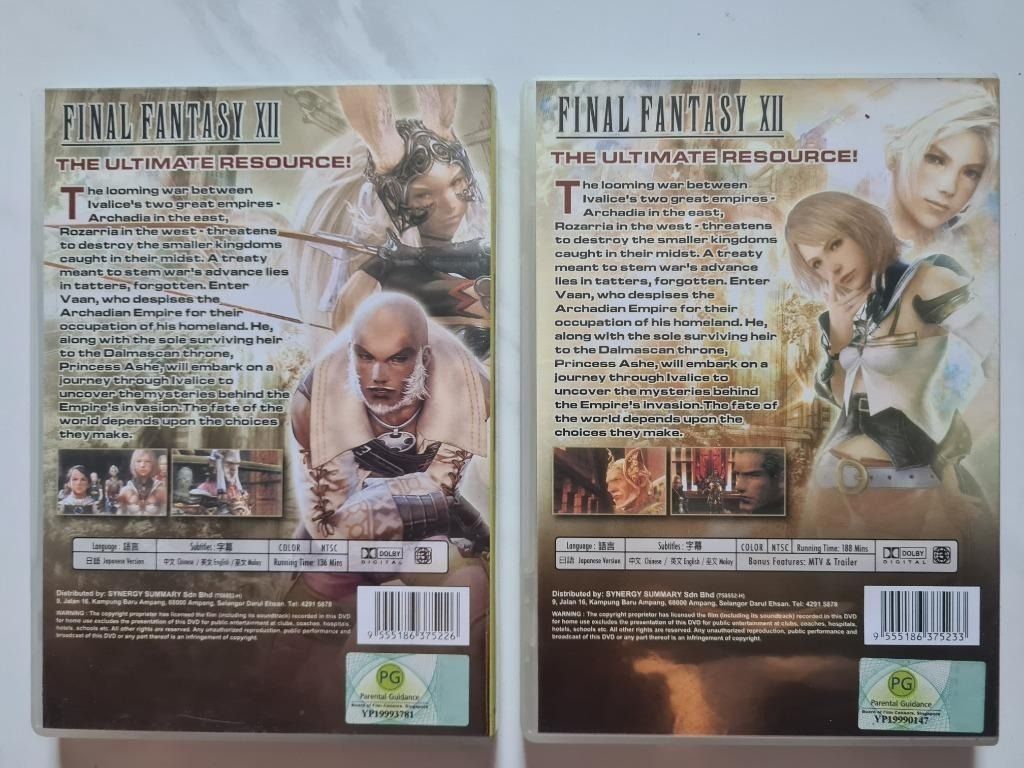 FINAL FANTASY XII
THE ULTIMATE RESOURCE!
The looming war between
Ivalice's two great empires -
Archadia in the east,
Rozarria in the west - threatens
to destroy the smaller kingdoms
caught in their midst. A treaty
meant to stem war's advance lies
in tatters, forgotten. Enter
Vaan, who despises the
Archadian Empire for their
occupation of his homeland. He,
along with the sole surviving heir
to the Dalmascan throne,
Princess Ashe, will embark on a
journey through Ivalice to
uncover the mysteries behind the
Empire's invasion.The fate of the
world depends upon the choices
they make.
Language : 語言 Subtitles : 字幕 COLOR NTSC DOLBY
日語 Japanese Version 中文 Chinese / 英文 English / 巫文 Malay Running Time: 136 Mins DIGITAL 3
Distributed by: SYNERGY SUMMARY Sdn Bhd (758552-H)
9, Jalan 16, Kampung Baru Ampang, 68000 Ampang, Selangor Darul Ehsan. Tel: 4291 5878
WARNING : The copyright proprietor has licensed the film (including its soundtrack) recorded in this DVD
for home use excludes the presentation of this DVD for public entertainment at clubs, coaches, hospitals,
hotels, schools etc. All other rights are reserved. Any unauthorized reproduction, public performance and
broadcast of this DVD or any part thereof is an infringement of copyright.
9 555186 375226
PG
Parental Guidance
Board of Film Censors, Singapore
YP19993781
FINAL FANTASY XII
THE ULTIMATE RESOURCE!
The looming war between
Ivalice's two great empires -
Archadia in the east,
Rozarria in the west - threatens
to destroy the smaller kingdoms
caught in their midst. A treaty
meant to stem war's advance
lies in tatters, forgotten. Enter
Vaan, who despises the
Archadian Empire for their
occupation of his homeland. He,
along with the sole surviving heir
to the Dalmascan throne,
Princess Ashe, will embark on a
journey through Ivalice to
uncover the mysteries behind
the Empire's invasion.The fate of
the world depends upon the
choices they make.
Language : 語言 Subtitles : 字幕 COLOR NTSC Running Time: 188 Mins DOLBY
日語 Japanese Version 中文 Chinese / 英文 English / 巫文 Malay Bonus Features: MTV & Trailer DIGITAL 3
Distributed by: SYNERGY SUMMARY Sdn Bhd (758552-H)
9, Jalan 16, Kampung Baru Ampang, 68000 Ampang, Selangor Darul Ehsan. Tel: 4291 5878
WARNING : The copyright proprietor has licensed the film (including its soundtrack) recorded in this DVD
for home use excludes the presentation of this DVD for public entertainment at clubs, coaches, hospitals,
hotels, schools etc. All other rights are reserved. Any unauthorized reproduction, public performance and
broadcast of this DVD or any part thereof is an infringement of copyright.
9 555186 375233
PG
Parental Guidance
Board of Film Censors, Singapore
YP19990147